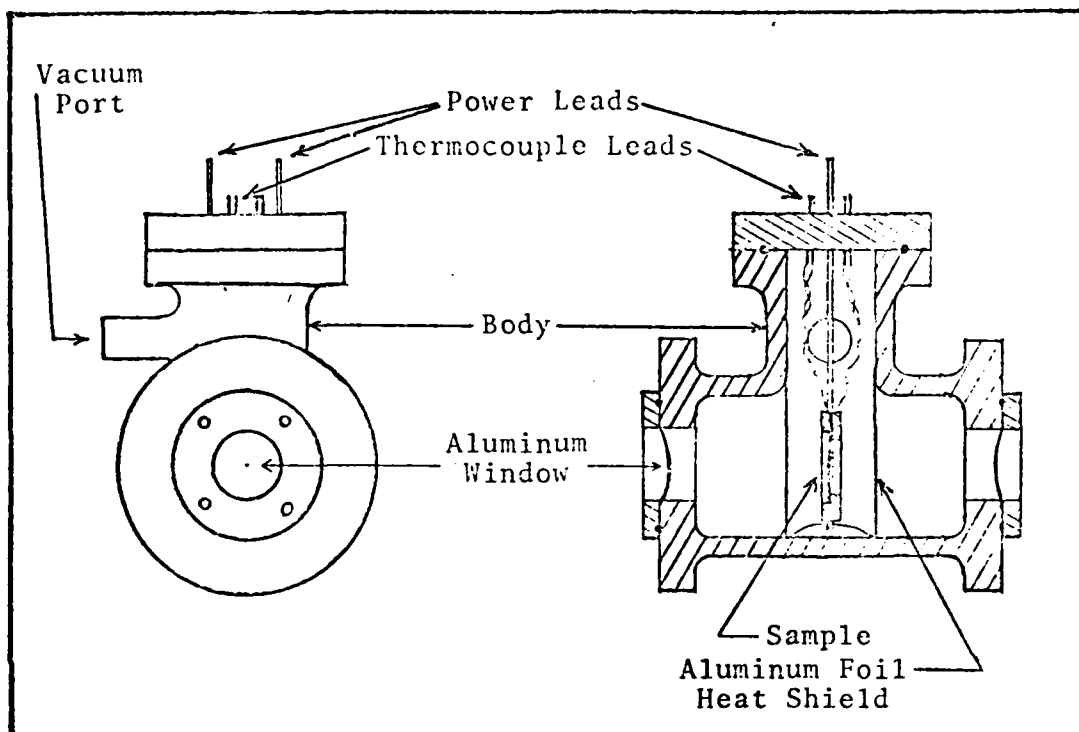 Vacuum
Port
Power Leads
Thermocouple Leads
Body
Aluminum
Window
Sample
Aluminum Foil
Heat Shield